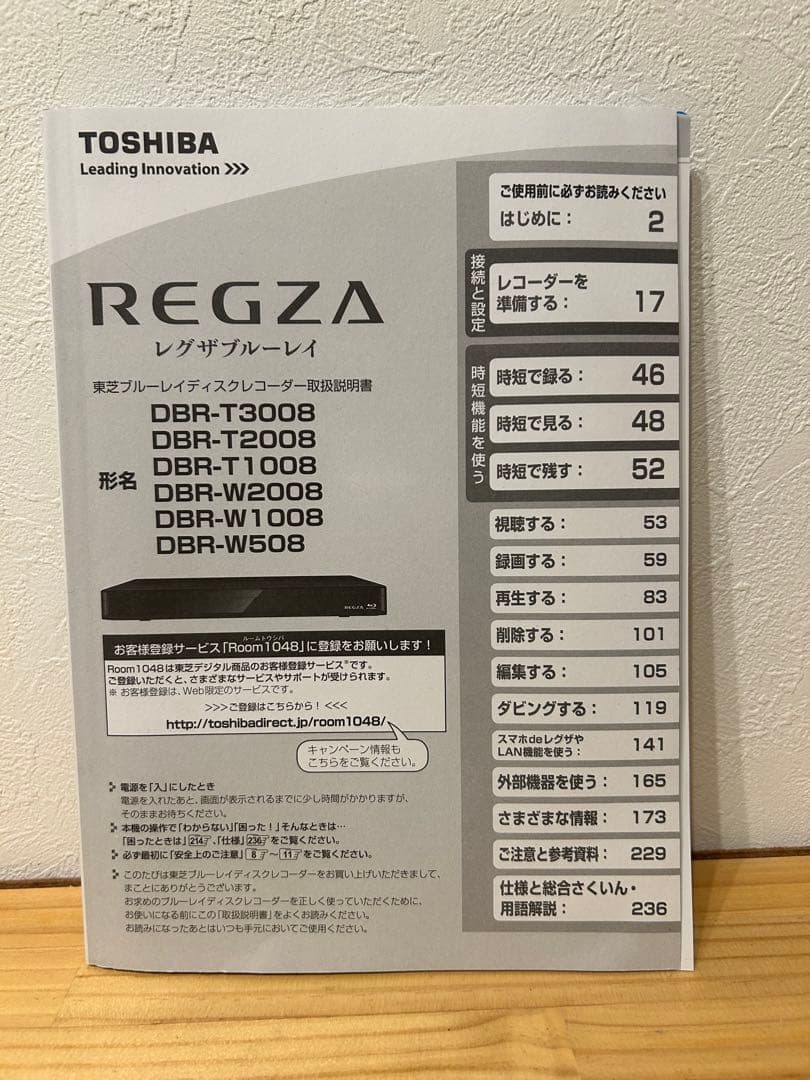 TOSHIBA
Leading Innovation >>>
REGZA
レグザブルーレイ
東芝ブルーレイディスクレコーダー取扱説明書
形名
DBR-T3008
DBR-T2008
DBR-T1008
DBR-W2008
DBR-W1008
DBR-W508
REGZA
ルームトウシバ
お客様登録サービス「Room1048」に登録をお願いします!
Room1048は東芝デジタル商品のお客様登録サービス※です。
ご登録いただくと、さまざまなサービスやサポートが受けられます。
※ お客様登録は、Web限定のサービスです。
>>>ご登録はこちらから! <<<
http://toshibadirect.jp/room1048/
キャンペーン情報も
こちらをご覧ください。
電源を「入」にしたとき
電源を入れたあと、画面が表示されるまでに少し時間がかかりますが、
そのままお待ちください。
本機の操作で「わからない」「困った!」そんなときは…
「困ったときは」214、「仕様」236をご覧ください。
必ず最初に「安全上のご注意」8~11をご覧ください。
このたびは東芝ブルーレイディスクレコーダーをお買い上げいただきまして、
まことにありがとうございます。
お求めのブルーレイディスクレコーダーを正しく使っていただくために、
お使いになる前にこの「取扱説明書」をよくお読みください。
お読みになったあとはいつも手元においてご使用ください。
ご使用前に必ずお読みください
はじめに: 2
接続と設定
レコーダーを
準備する: 17
時短機能を使う
時短で録る: 46
時短で見る: 48
時短で残す: 52
視聴する: 53
録画する: 59
再生する: 83
削除する: 101
編集する: 105
ダビングする: 119
スマホdeレグザや
LAN機能を使う: 141
外部機器を使う: 165
さまざまな情報: 173
ご注意と参考資料: 229
仕様と総合さくいん・
用語解説: 236